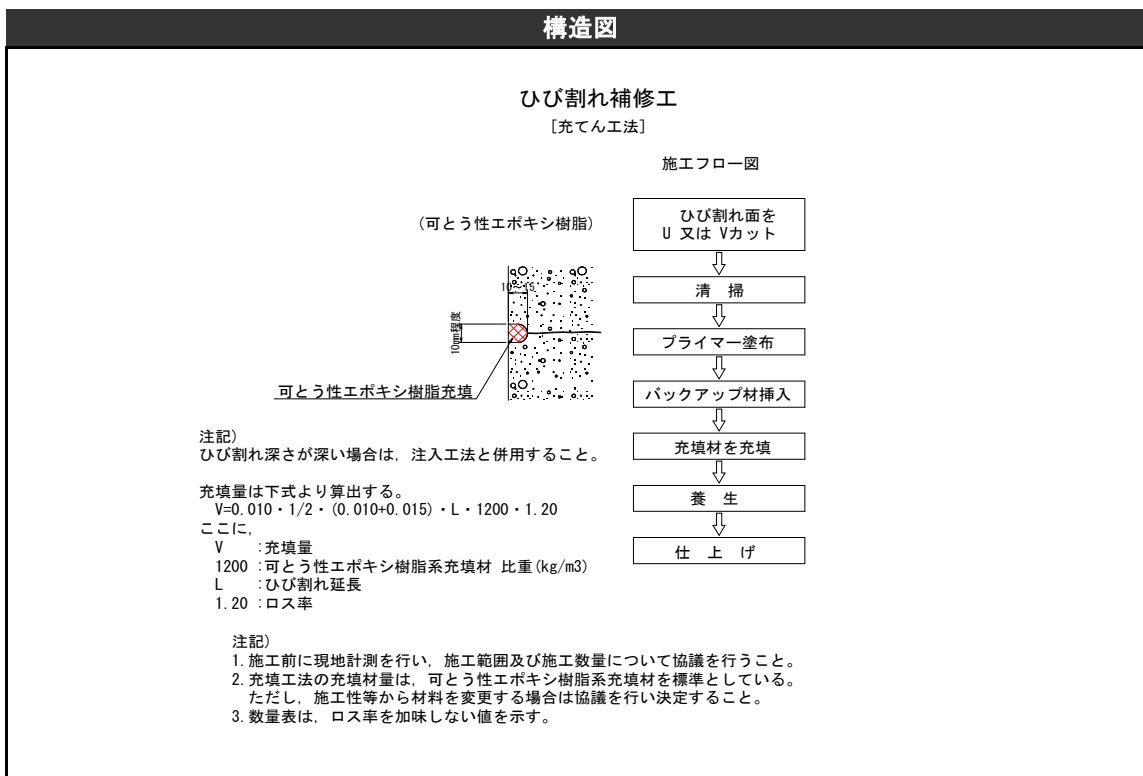 構造図
ひび割れ補修工
[充てん工法]
施工フロー図
(可とう性エポキシ樹脂)
10～15
10mm程度
可とう性エポキシ樹脂充填
ひび割れ面を
U 又は Vカット
清 掃
プライマー塗布
バックアップ材挿入
充填材を充填
養 生
仕 上 げ
注記)
ひび割れ深さが深い場合は，注入工法と併用すること。
充填量は下式より算出する。
V=0.010・1/2・(0.010+0.015)・L・1200・1.20
ここに，
V :充填量
1200 :可とう性エポキシ樹脂系充填材 比重(kg/m3)
L :ひび割れ延長
1.20 :ロス率
注記)
1.施工前に現地計測を行い，施工範囲及び施工数量について協議を行うこと。
2.充填工法の充填材量は，可とう性エポキシ樹脂系充填材を標準としている。
ただし，施工性等から材料を変更する場合は協議を行い決定すること。
3.数量表は，ロス率を加味しない値を示す。